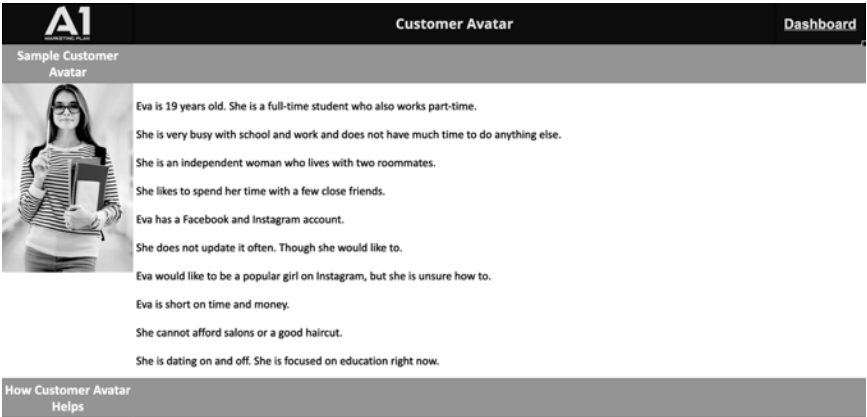 A1
MARKETING PLAN
Customer Avatar
Dashboard
Sample Customer
Avatar
Eva is 19 years old. She is a full-time student who also works part-time.
She is very busy with school and work and does not have much time to do anything else.
She is an independent woman who lives with two roommates.
She likes to spend her time with a few close friends.
Eva has a Facebook and Instagram account.
She does not update it often. Though she would like to.
Eva would like to be a popular girl on Instagram, but she is unsure how to.
Eva is short on time and money.
She cannot afford salons or a good haircut.
She is dating on and off. She is focused on education right now.
How Customer Avatar
Helps